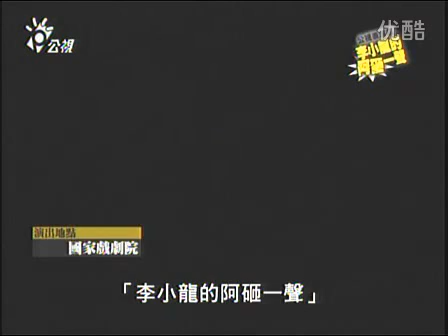 公視
优酷
李小龍的
阿砸一聲
演出地點
國家戲劇院
「李小龍的阿砸一聲」